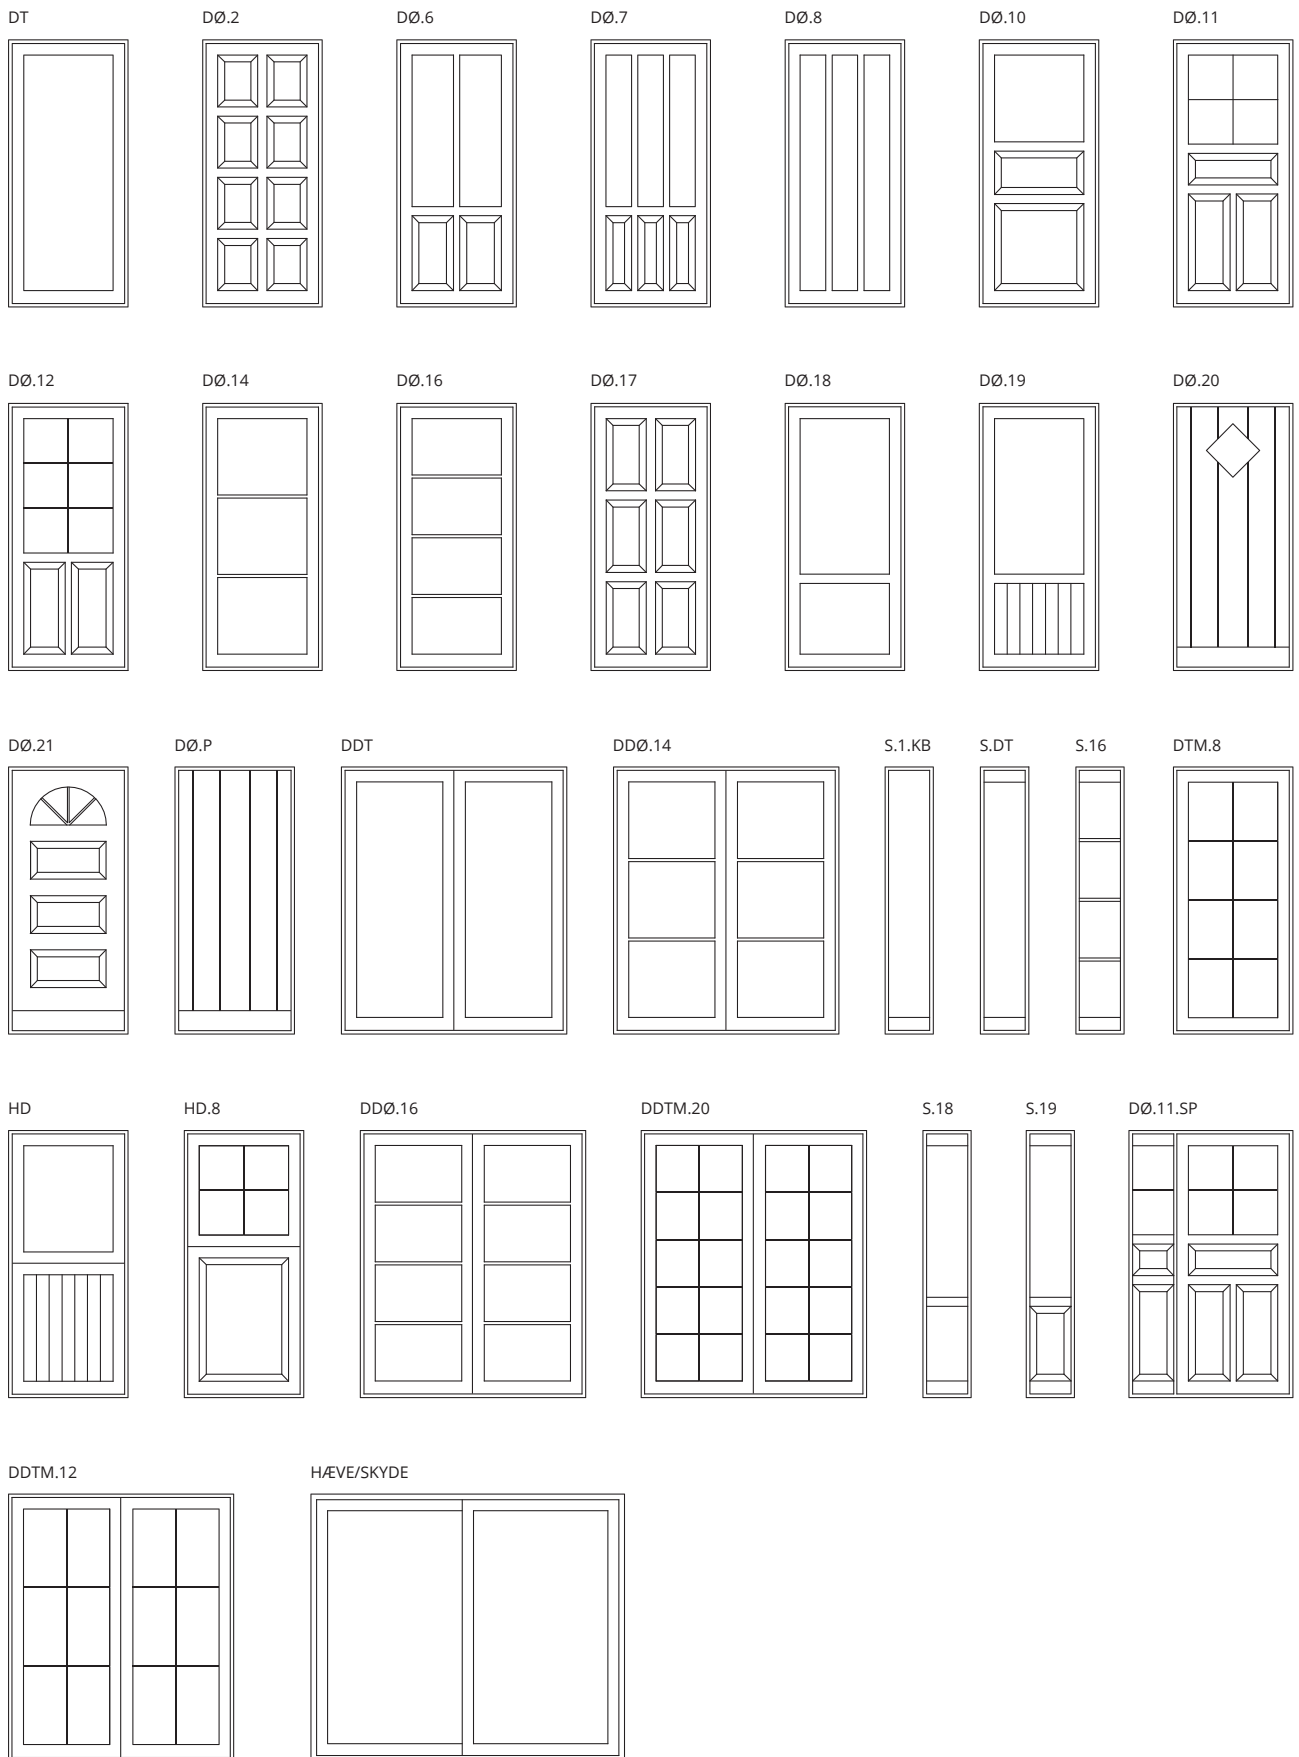 DT DØ.2 DØ.6 DØ.7 DØ.8 DØ.10 DØ.11
DØ.12 DØ.14 DØ.16 DØ.17 DØ.18 DØ.19 DØ.20
DØ.21 DØ.P DDT DDØ.14 S.1.KB S.DT S.16 DTM.8
HD HD.8 DDØ.16 DDTM.20 S.18 S.19 DØ.11.SP
DDTM.12 HÆVE/SKYDE